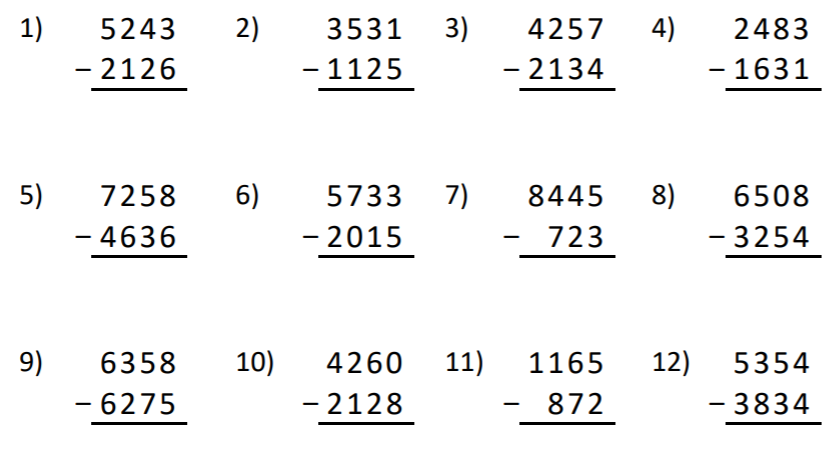 1) 5243 2) 3531 3) 4257 4) 2483
− 2126 − 1125 − 2134 − 1631
5) 7258 6) 5733 7) 8445 8) 6508
− 4636 − 2015 − 723 − 3254
9) 6358 10) 4260 11) 1165 12) 5354
− 6275 − 2128 − 872 − 3834